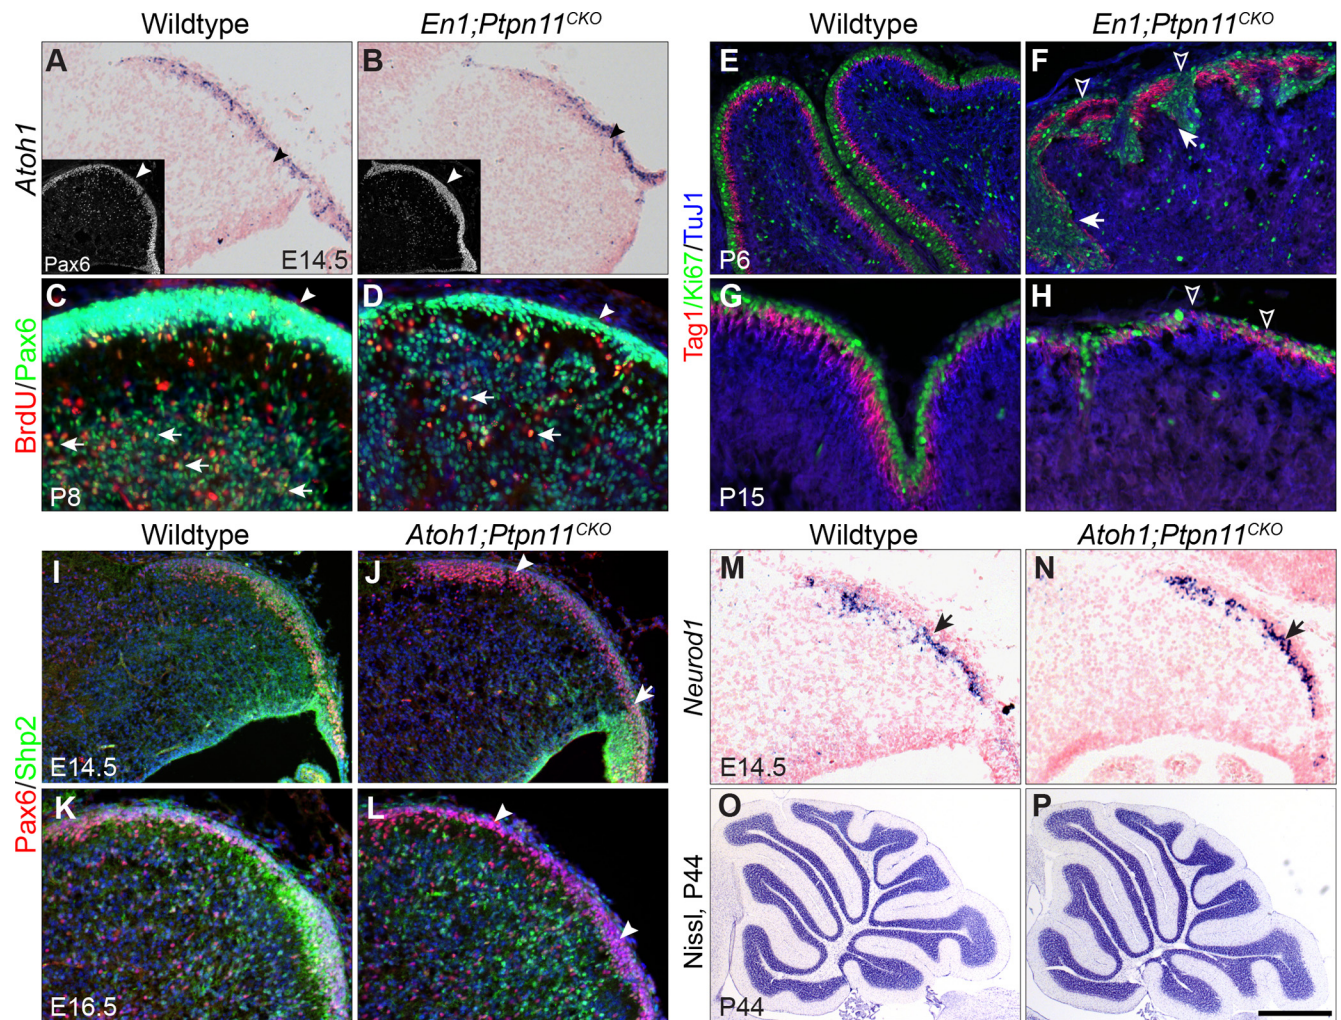 Wildtype
En1;Ptpn11CKO
Wildtype
En1;Ptpn11CKO
Atoh1
A
Pax6
E14.5
B
BrdU/Pax6
C
P8
D
Tag1/Ki67/TuJ1
E
P6
F
G
P15
H
Wildtype
Atoh1;Ptpn11CKO
Wildtype
Atoh1;Ptpn11CKO
Pax6/Shp2
I
E14.5
J
K
E16.5
L
Neurod1
M
E14.5
N
Nissl, P44
O
P44
P